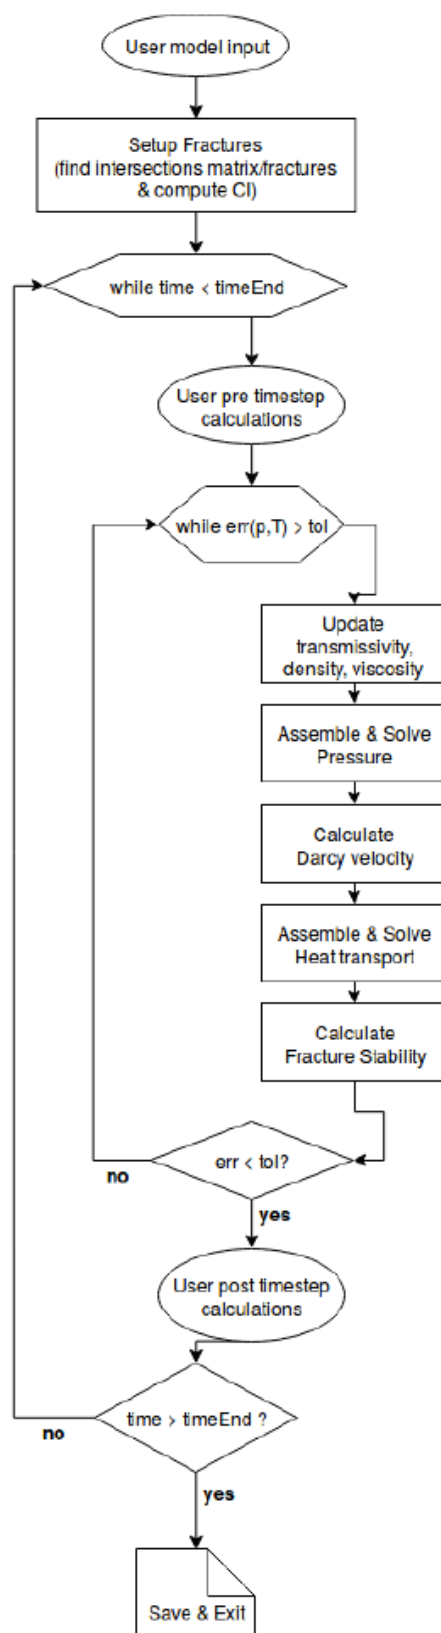 User model input
Setup Fractures
(find intersections matrix/fractures
& compute CI)
while time < timeEnd
User pre timestep
calculations
while err(p,T) > tol
Update
transmissivity,
density, viscosity
Assemble & Solve
Pressure
Calculate
Darcy velocity
Assemble & Solve
Heat transport
Calculate
Fracture Stability
err < tol?
no
yes
User post timestep
calculations
time > timeEnd ?
no
yes
Save & Exit